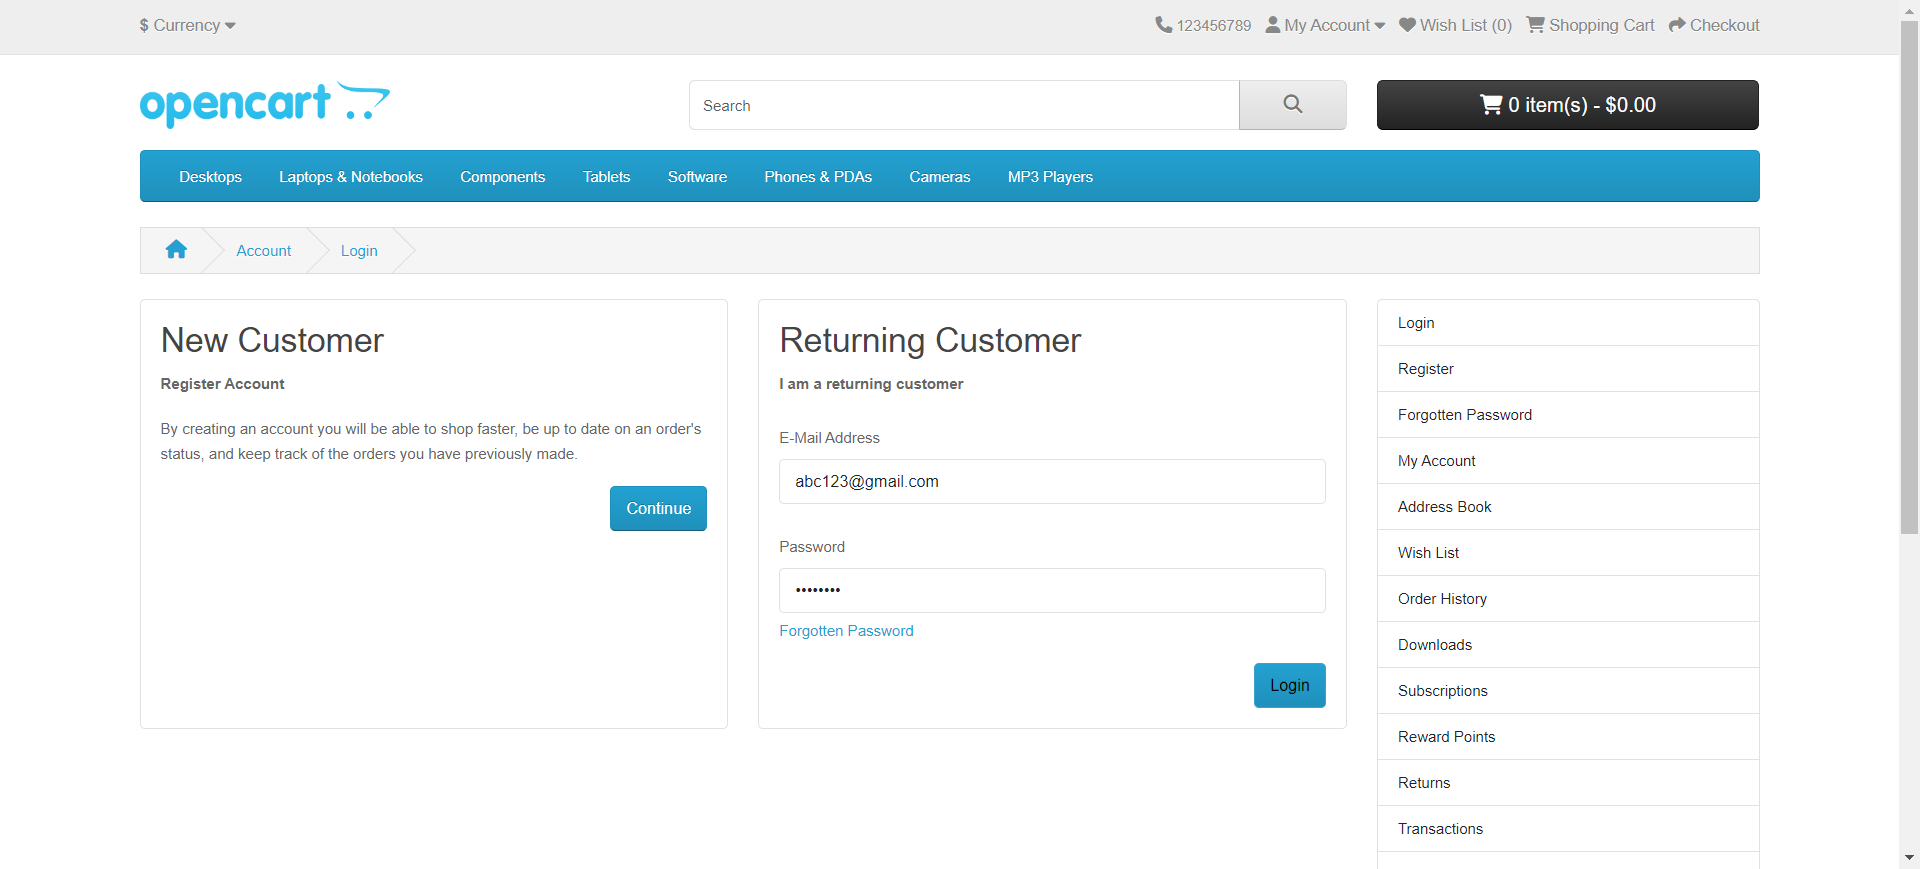 $ Currency
123456789 My Account Wish List (0) Shopping Cart Checkout
opencart
Search
0 item(s) - $0.00
Desktops Laptops & Notebooks Components Tablets Software Phones & PDAs Cameras MP3 Players
Account Login
New Customer
Register Account
By creating an account you will be able to shop faster, be up to date on an order's
status, and keep track of the orders you have previously made.
Continue
Returning Customer
I am a returning customer
E-Mail Address
abc123@gmail.com
Password
••••••••
Forgotten Password
Login
Login
Register
Forgotten Password
My Account
Address Book
Wish List
Order History
Downloads
Subscriptions
Reward Points
Returns
Transactions